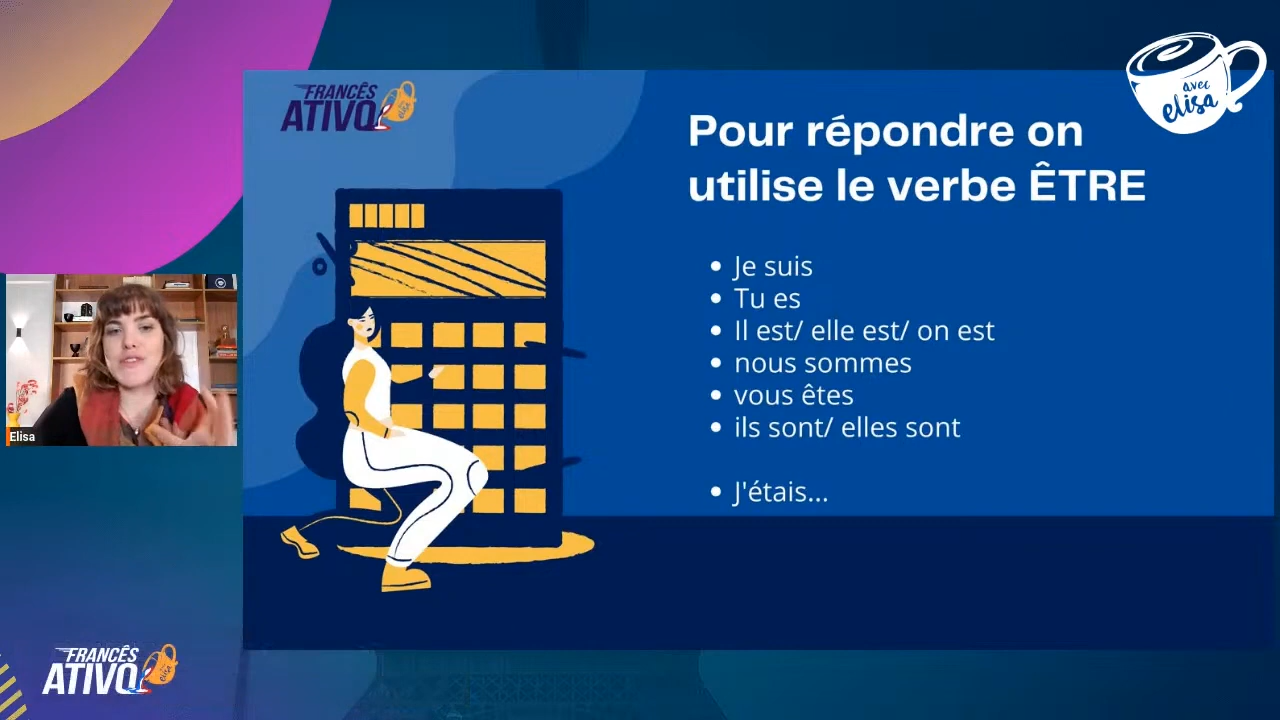 avec
elisa
FRANCÊS
ATIVO
Pour répondre on
utilise le verbe ÊTRE
Je suis
Tu es
Il est/ elle est/ on est
nous sommes
vous êtes
ils sont/ elles sont
J'étais...
Elisa
FRANCÊS
ATIVO